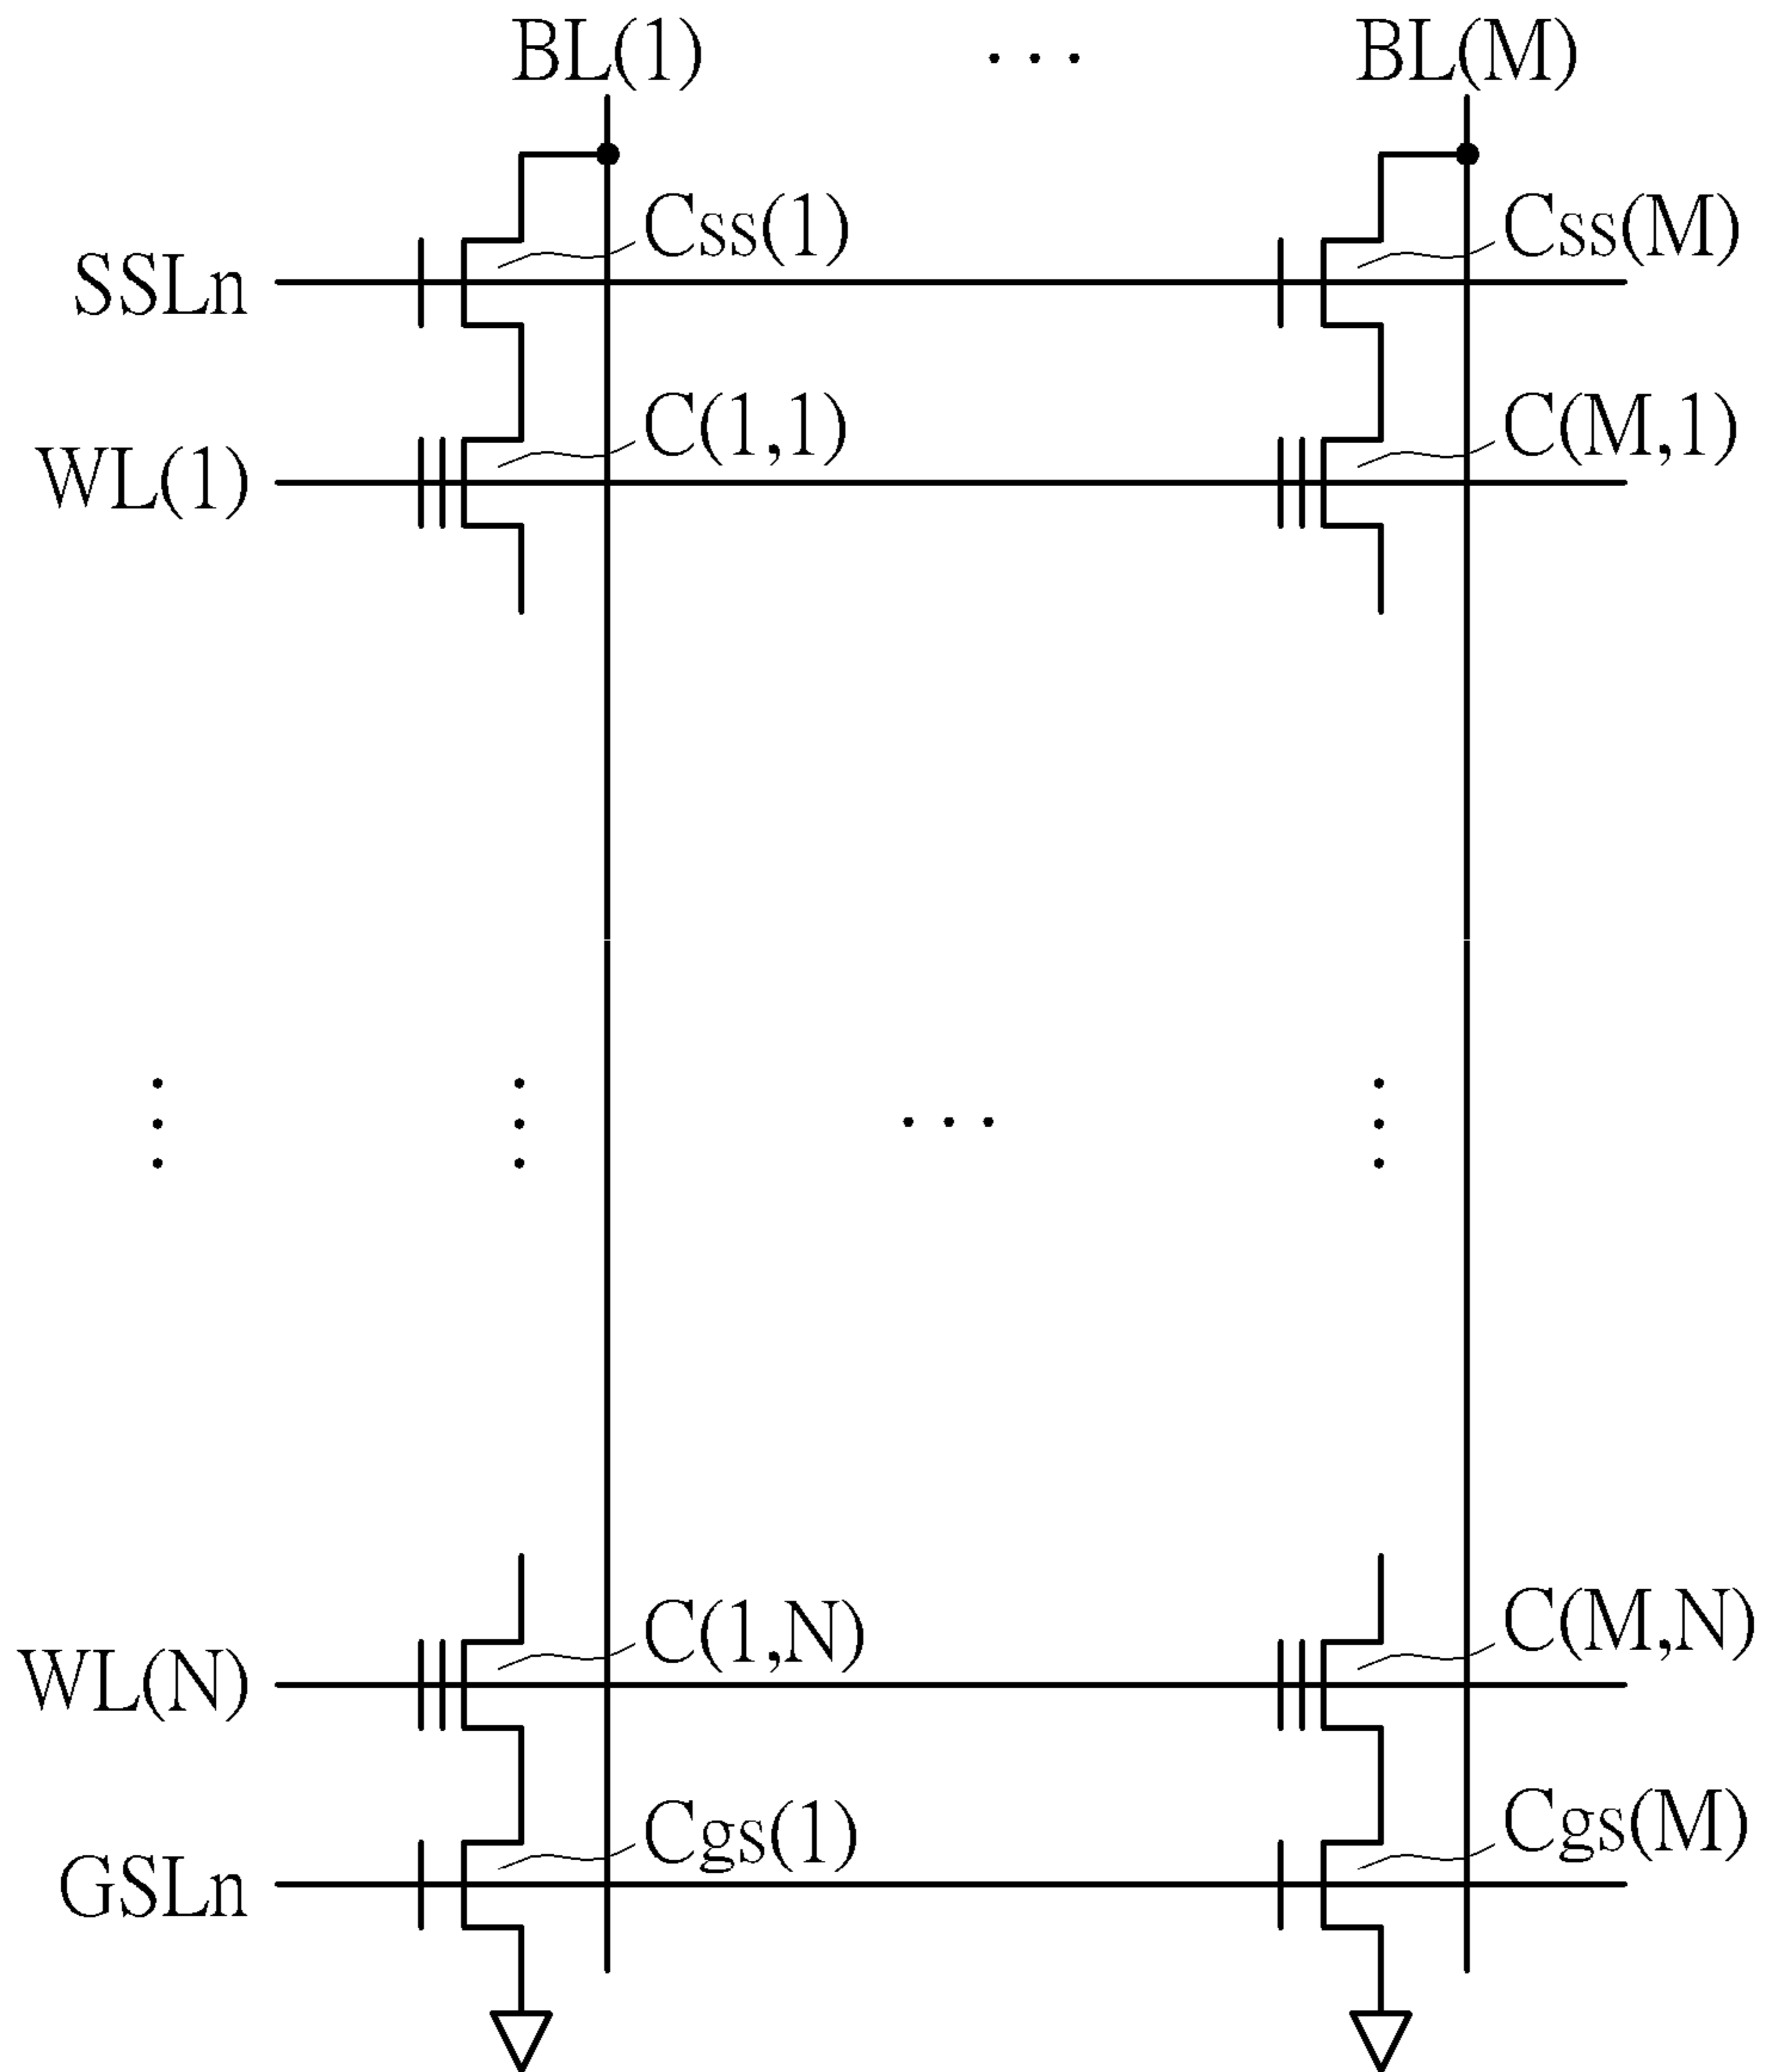 BL(1) ... BL(M)
Css(1) Css(M)
SSLn
C(1,1) C(M,1)
WL(1)
C(1,N) C(M,N)
WL(N)
Cgs(1) Cgs(M)
GSLn